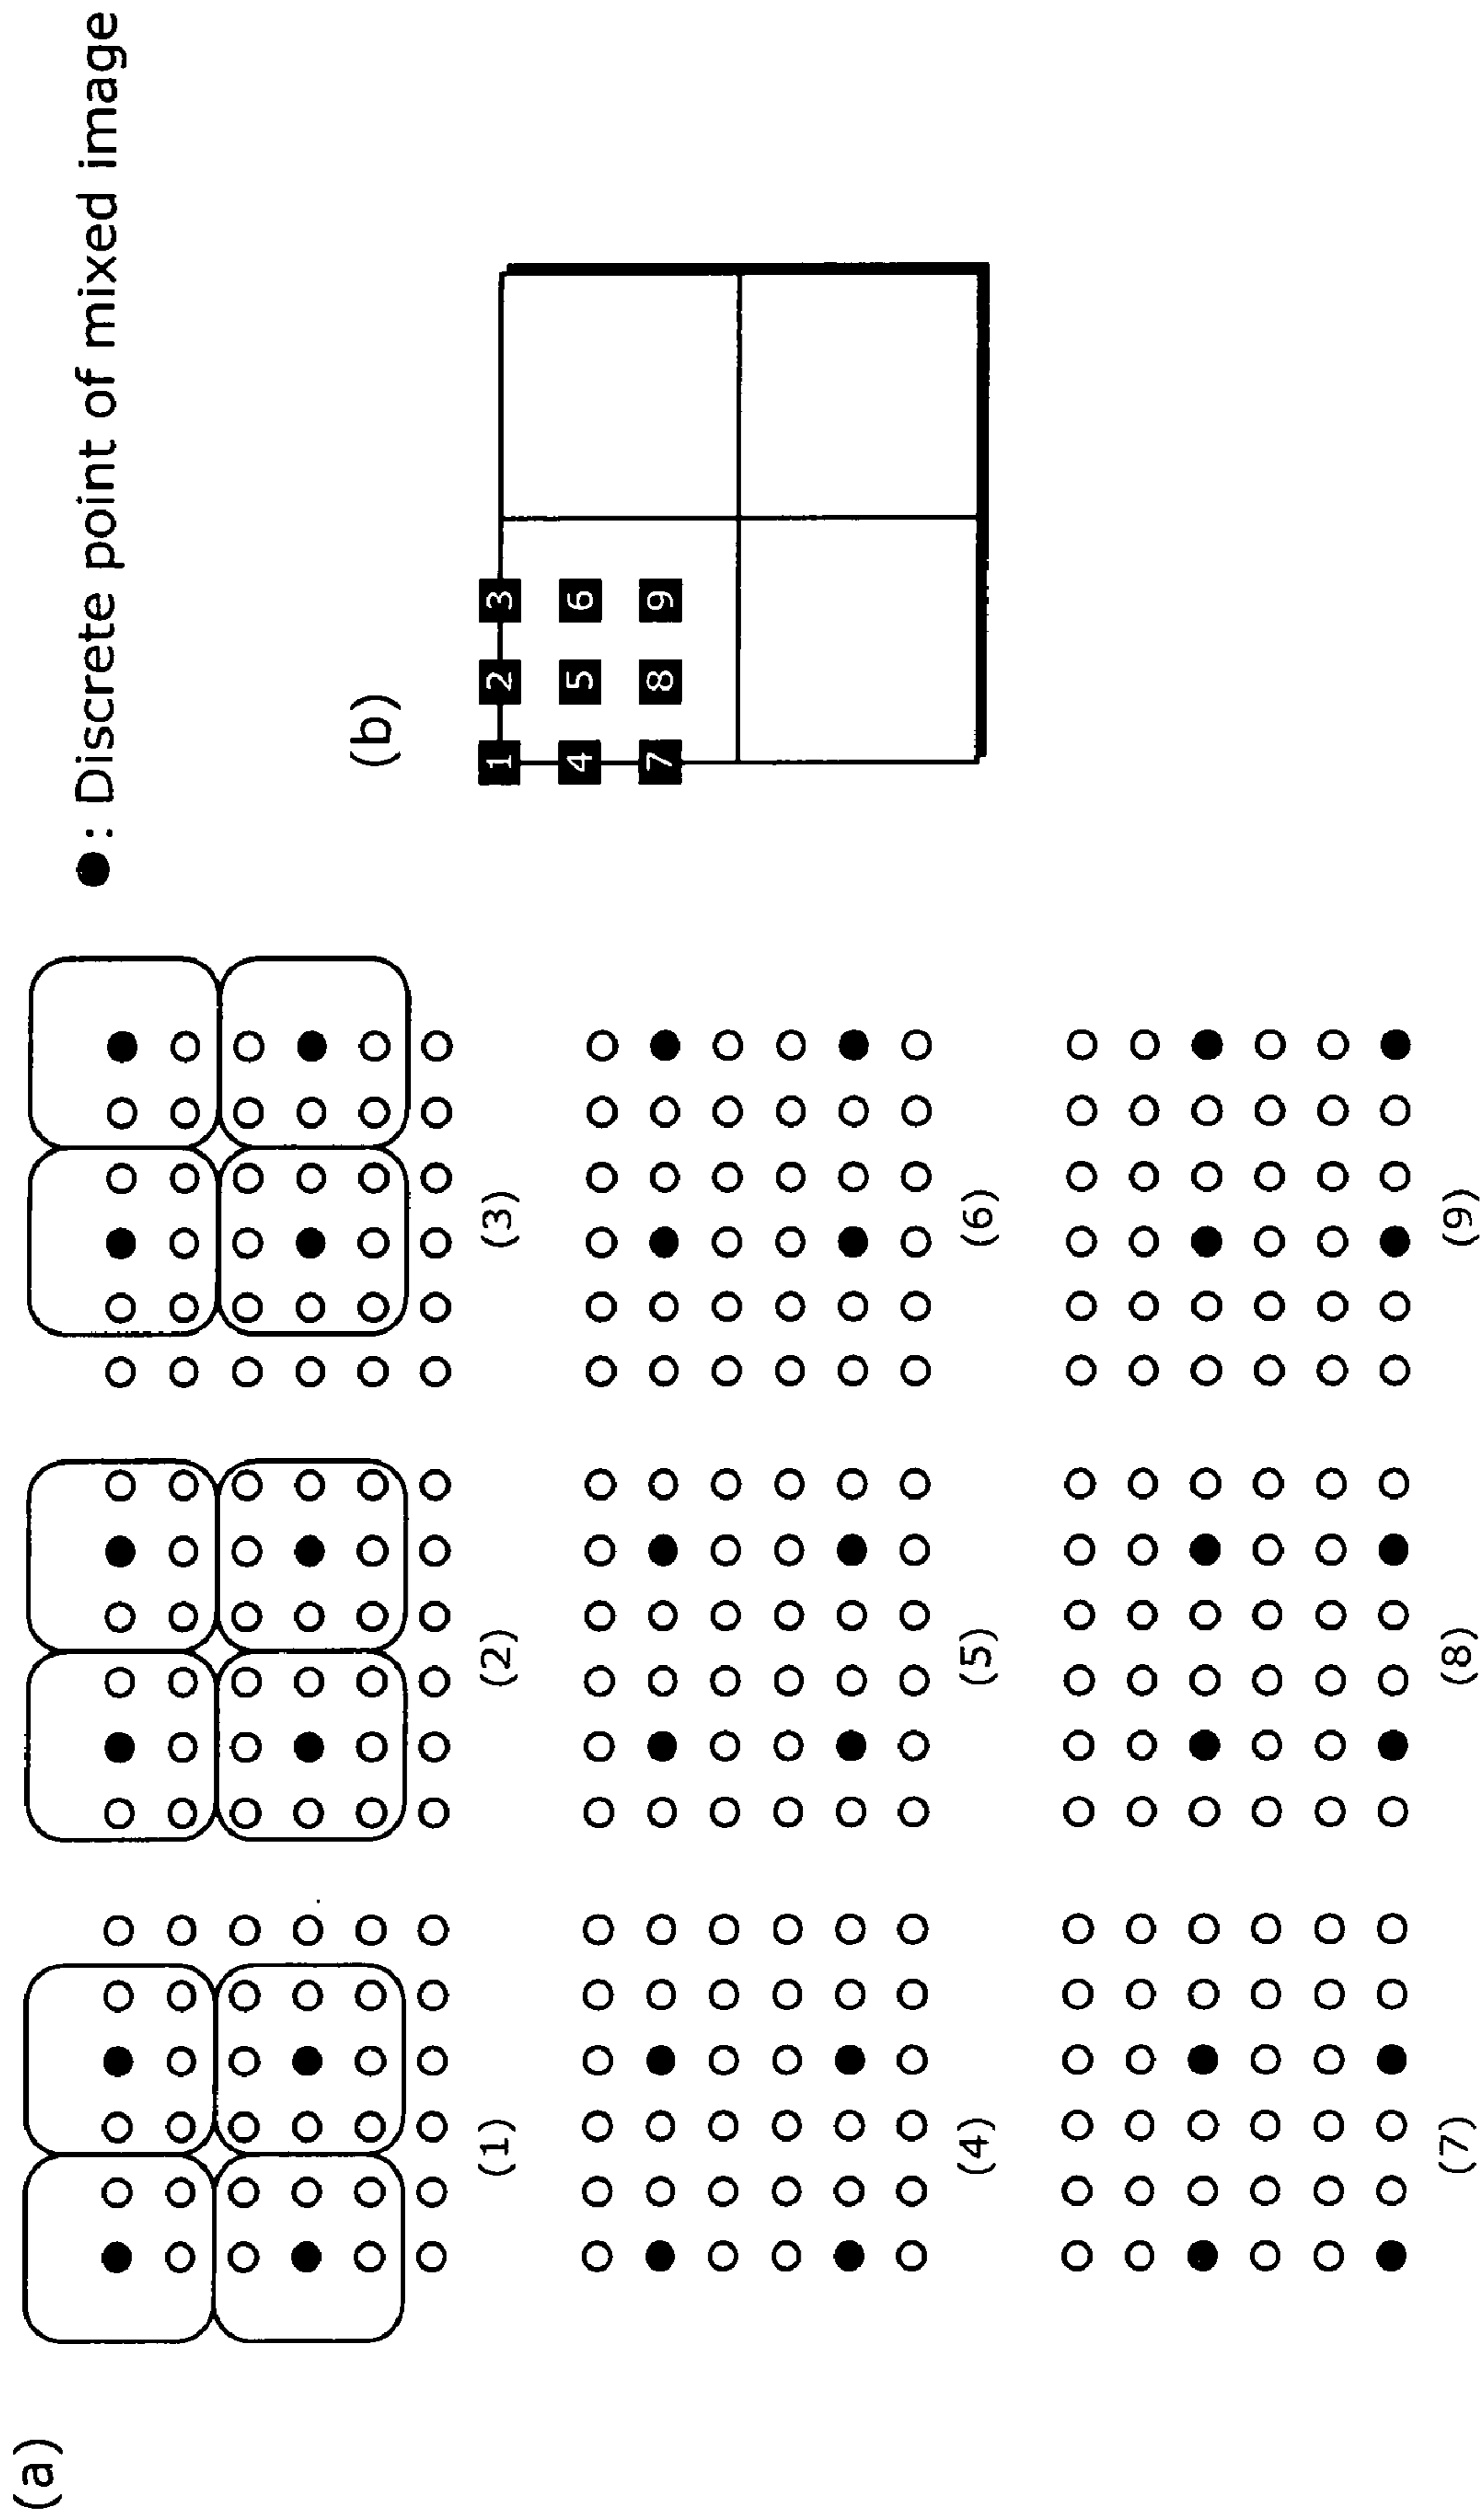 (a)
(1)
(2)
(3)
(4)
(5)
(6)
(7)
(8)
(9)
● : Discrete point of mixed image
(b)
1 2 3
4 5 6
7 8 9